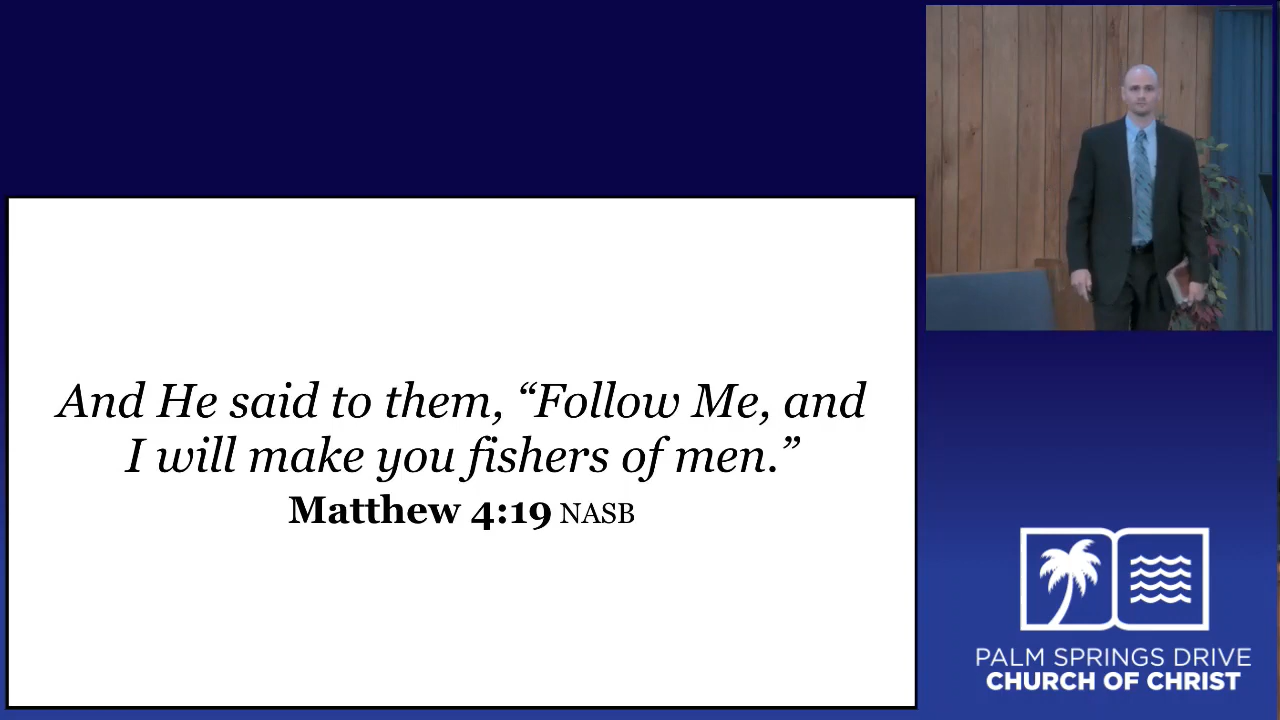 And He said to them, “Follow Me, and
I will make you fishers of men.”
Matthew 4:19 NASB
PALM SPRINGS DRIVE
CHURCH OF CHRIST